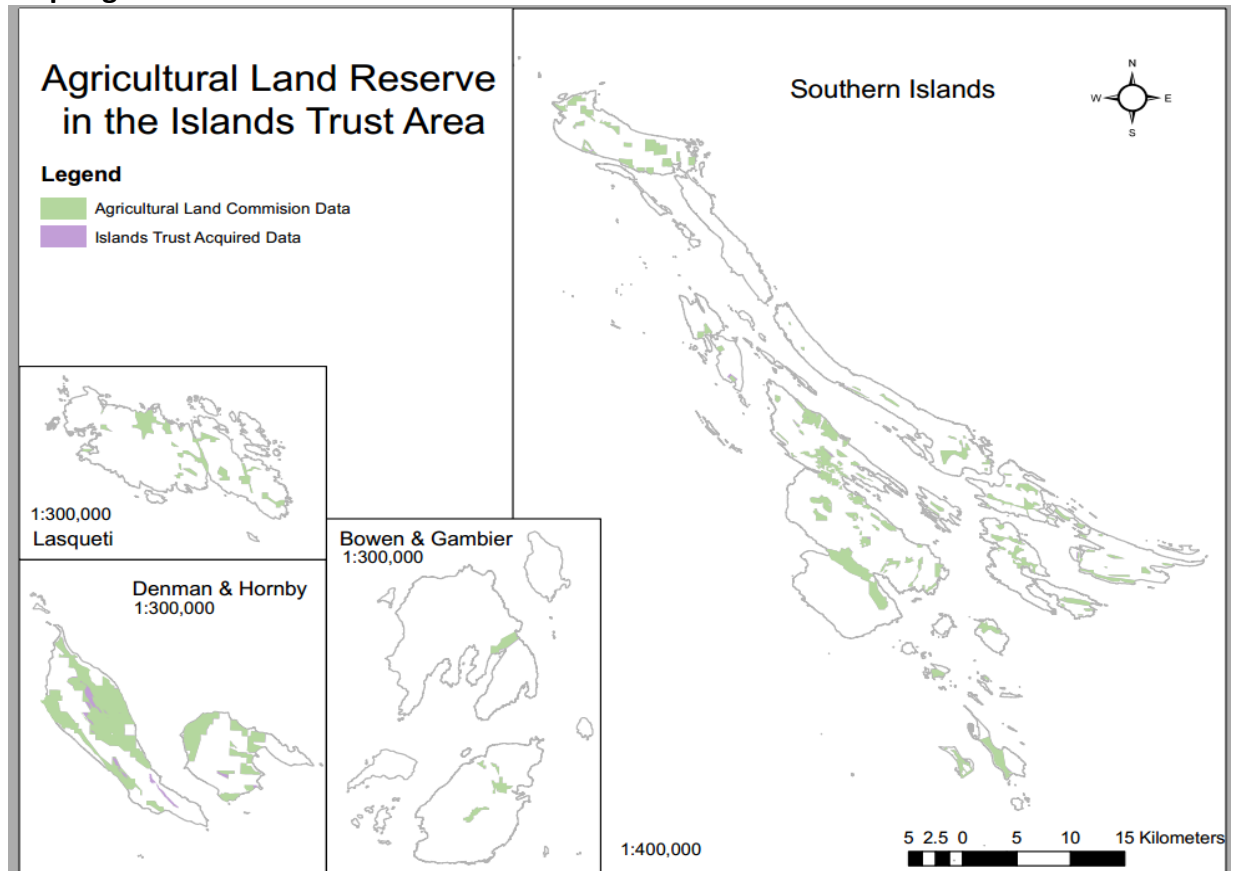 Agricultural Land Reserve
in the Islands Trust Area
Legend
Agricultural Land Commision Data
Islands Trust Acquired Data
Southern Islands
N
W E
S
1:300,000
Lasqueti
Denman & Hornby
1:300,000
Bowen & Gambier
1:300,000
1:400,000
5 2.5 0 5 10 15 Kilometers